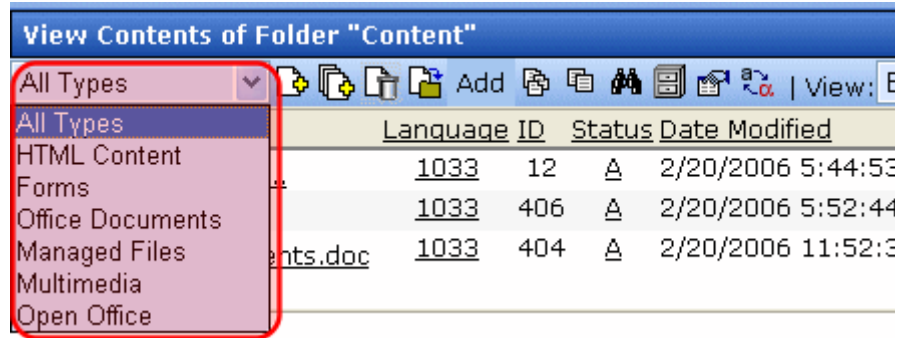 View Contents of Folder "Content"
All Types Add | View:
All Types Language ID Status Date Modified
HTML Content 1033 12 A 2/20/2006 5:44:53
Forms
Office Documents 1033 406 A 2/20/2006 5:52:44
Managed Files ents.doc 1033 404 A 2/20/2006 11:52:3
Multimedia
Open Office